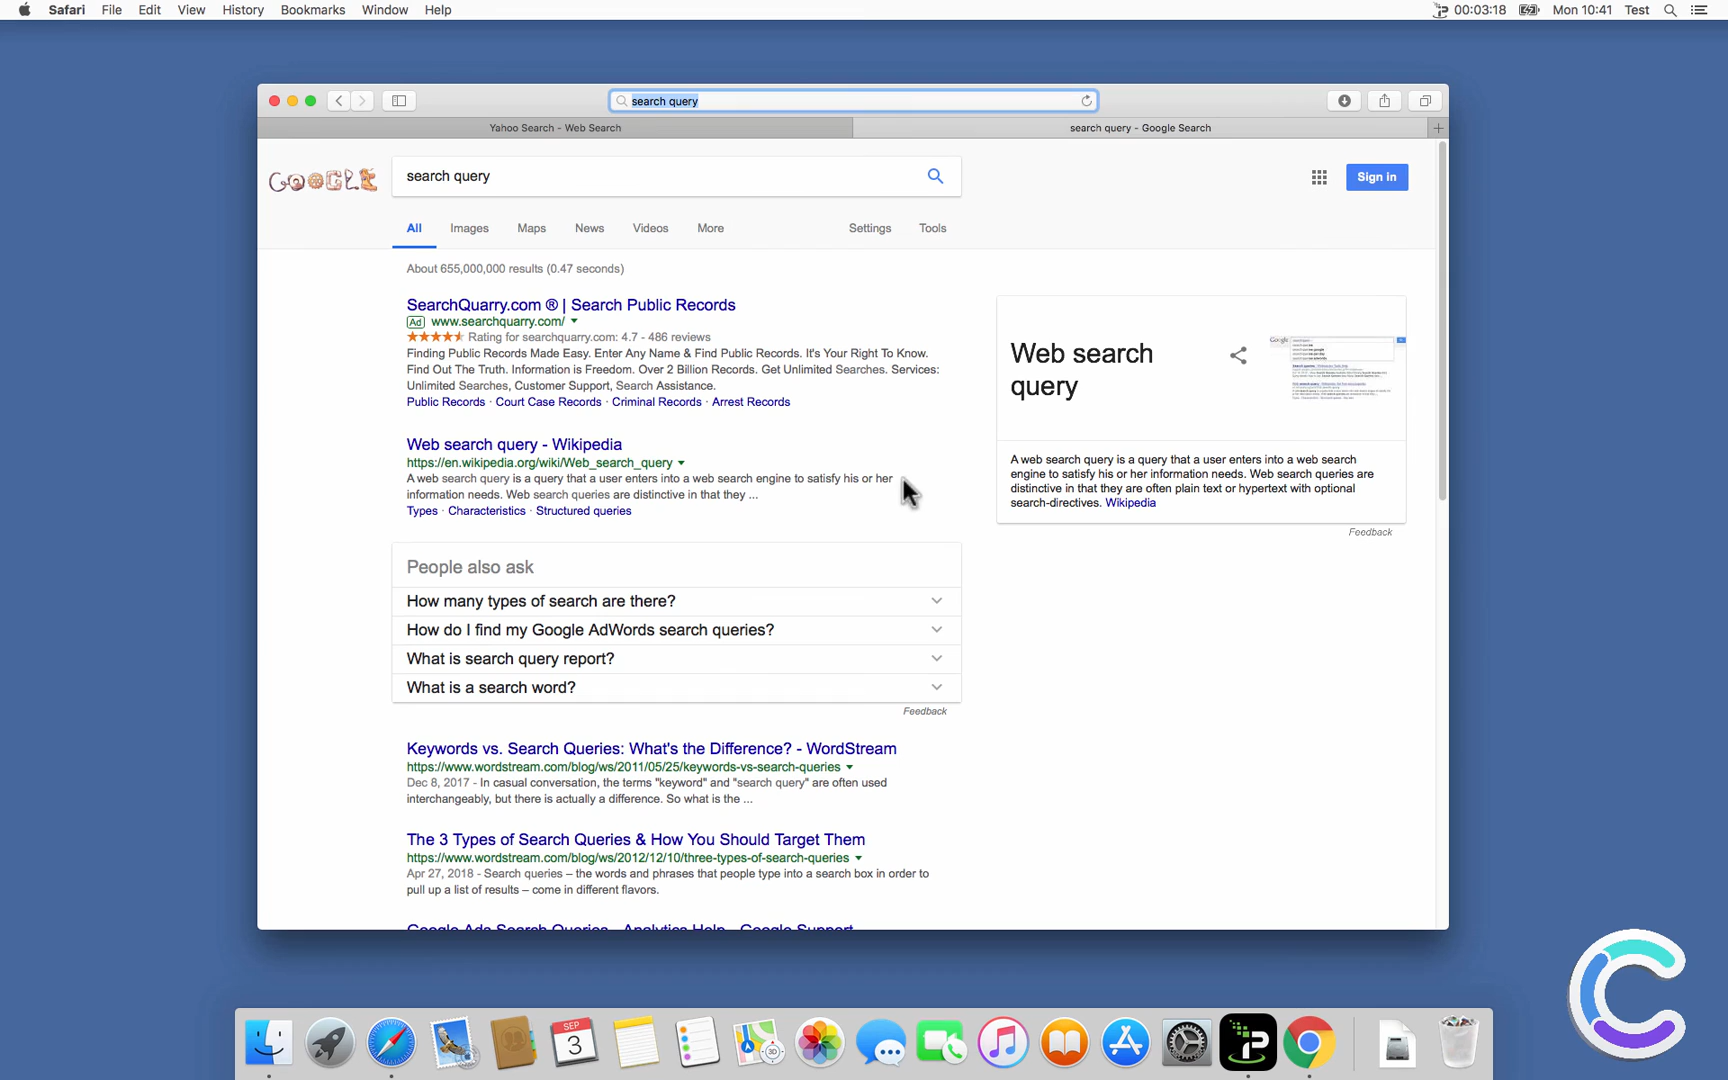 Safari File Edit View History Bookmarks Window Help 00:03:18 Mon 10:41 Test
search query
Yahoo Search - Web Search search query - Google Search
GOOGLE search query Sign in
All Images Maps News Videos More Settings Tools
About 655,000,000 results (0.47 seconds)
SearchQuarry.com ® | Search Public Records
Ad www.searchquarry.com/
Rating for searchquarry.com: 4.7 - 486 reviews
Finding Public Records Made Easy. Enter Any Name & Find Public Records. It's Your Right To Know.
Find Out The Truth. Information is Freedom. Over 2 Billion Records. Get Unlimited Searches. Services:
Unlimited Searches, Customer Support, Search Assistance.
Public Records · Court Case Records · Criminal Records · Arrest Records
Web search query - Wikipedia
https://en.wikipedia.org/wiki/Web_search_query
A web search query is a query that a user enters into a web search engine to satisfy his or her
information needs. Web search queries are distinctive in that they ...
Types · Characteristics · Structured queries
People also ask
How many types of search are there?
How do I find my Google AdWords search queries?
What is search query report?
What is a search word?
Feedback
Keywords vs. Search Queries: What's the Difference? - WordStream
https://www.wordstream.com/blog/ws/2011/05/25/keywords-vs-search-queries
Dec 8, 2017 - In casual conversation, the terms "keyword" and "search query" are often used
interchangeably, but there is actually a difference. So what is the ...
The 3 Types of Search Queries & How You Should Target Them
https://www.wordstream.com/blog/ws/2012/12/10/three-types-of-search-queries
Apr 27, 2018 - Search queries – the words and phrases that people type into a search box in order to
pull up a list of results – come in different flavors.
Google Ads Search Queries - Analytics Help - Google Support
Web search
query
Google
A web search query is a query that a user enters into a web search
engine to satisfy his or her information needs. Web search queries are
distinctive in that they are often plain text or hypertext with optional
search-directives. Wikipedia
Feedback
SEP
3
3D